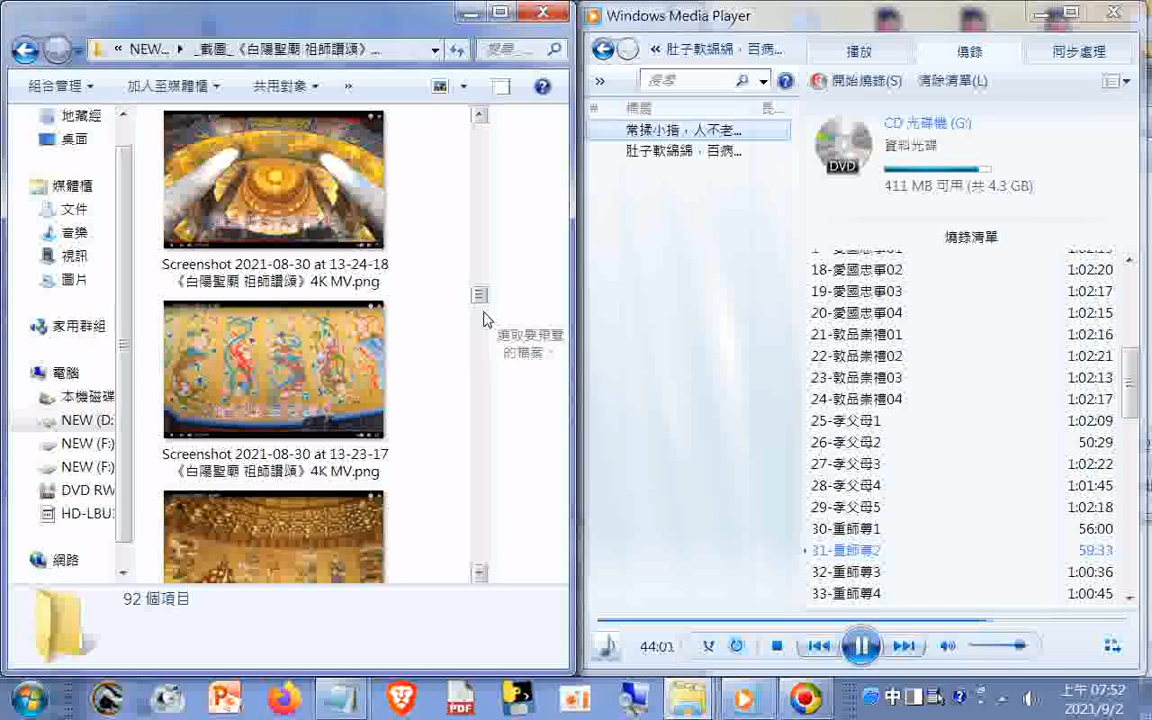 « NEW... ▸ _截圖_《白陽聖廟 祖師讚頌》...
搜尋...
組合管理
加入至媒體櫃
共用對象
»
地藏經
桌面
媒體櫃
文件
音樂
視訊
圖片
家用群組
電腦
本機磁碟
NEW (D:
NEW (F:)
NEW (F:)
DVD RW
HD-LBU
網路
Screenshot 2021-08-30 at 13-24-18
《白陽聖廟 祖師讚頌》4K MV.png
Screenshot 2021-08-30 at 13-23-17
《白陽聖廟 祖師讚頌》4K MV.png
選取要預覽
的檔案。
92 個項目
Windows Media Player
« 肚子軟綿綿，百病...
播放
燒錄
同步處理
»
搜尋
開始燒錄(S)
清除清單(L)
#
標題
長...
常揉小指，人不老...
肚子軟綿綿，百病...
CD 光碟機 (G:)
資料光碟
DVD
411 MB 可用 (共 4.3 GB)
燒錄清單
18-愛國忠事02 1:02:20
19-愛國忠事03 1:02:17
20-愛國忠事04 1:02:15
21-敦品崇禮01 1:02:16
22-敦品崇禮02 1:02:21
23-敦品崇禮03 1:02:13
24-敦品崇禮04 1:02:17
25-孝父母1 1:02:09
26-孝父母2 50:29
27-孝父母3 1:02:22
28-孝父母4 1:01:45
29-孝父母5 1:02:18
30-重師尊1 56:00
31-重師尊2 59:33
32-重師尊3 1:00:36
33-重師尊4 1:00:45
44:01
PDF
中
上午 07:52
2021/9/2